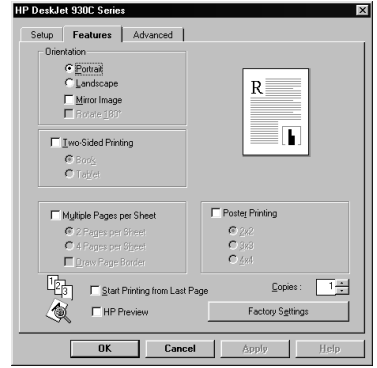 HP DeskJet 930C Series
Setup Features Advanced
Orientation
Portrait
Landscape
Mirror Image
Rotate 180°
R
Two-Sided Printing
Book
Tablet
Multiple Pages per Sheet
2 Pages per Sheet
4 Pages per Sheet
Draw Page Border
Poster Printing
2x2
3x3
4x4
1 2 3
Start Printing from Last Page
Copies : 1
HP Preview
Factory Settings
OK Cancel Apply Help